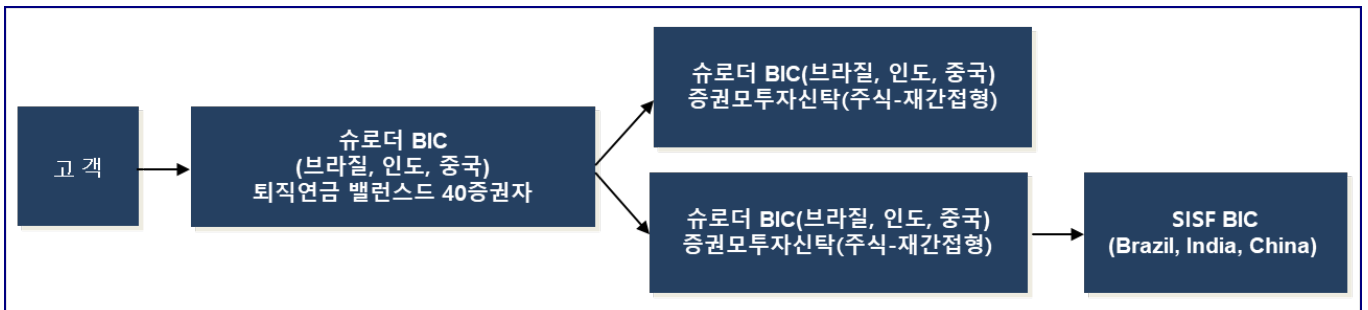 고 객
슈로더 BIC
(브라질, 인도, 중국)
퇴직연금 밸런스드 40증권자
슈로더 BIC(브라질, 인도, 중국)
증권모투자신탁(주식-재간접형)
슈로더 BIC(브라질, 인도, 중국)
증권모투자신탁(주식-재간접형)
SISF BIC
(Brazil, India, China)